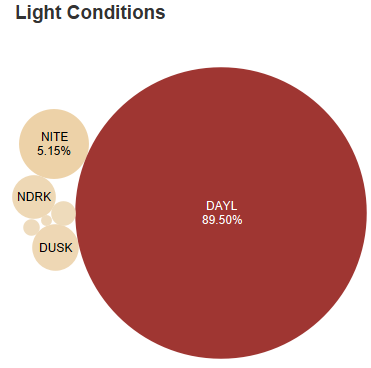 Light Conditions
NITE
5.15%
NDRK
DAYL
89.50%
DUSK